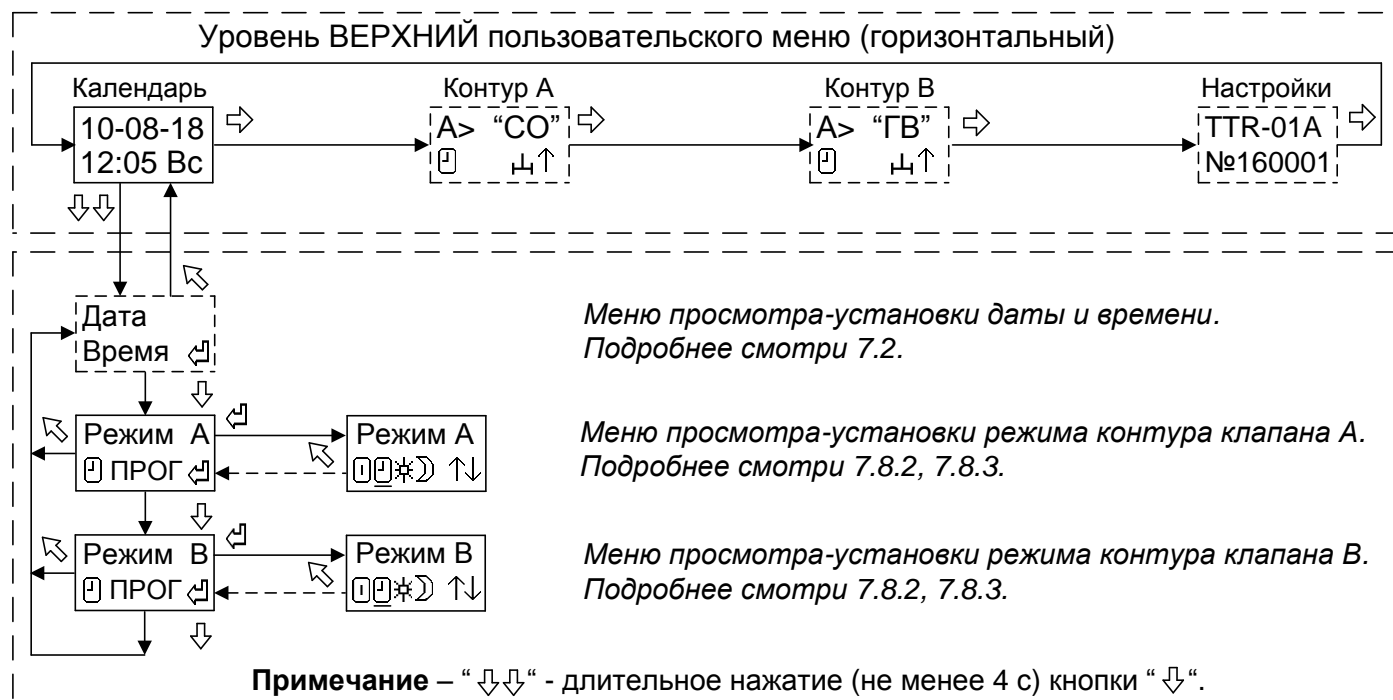 Уровень ВЕРХНИЙ пользовательского меню (горизонтальный)
Календарь
10-08-18
12:05 Вс
Контур А
А> “СО”
Контур В
А> “ГВ”
Настройки
TTR-01A
№160001
Дата
Время
Меню просмотра-установки даты и времени.
Подробнее смотри 7.2.
Режим А
ПРОГ
Режим А
Меню просмотра-установки режима контура клапана А.
Подробнее смотри 7.8.2, 7.8.3.
Режим В
ПРОГ
Режим В
Меню просмотра-установки режима контура клапана В.
Подробнее смотри 7.8.2, 7.8.3.
Примечание – “ ⇩⇩“ - длительное нажатие (не менее 4 с) кнопки “ ⇩“.